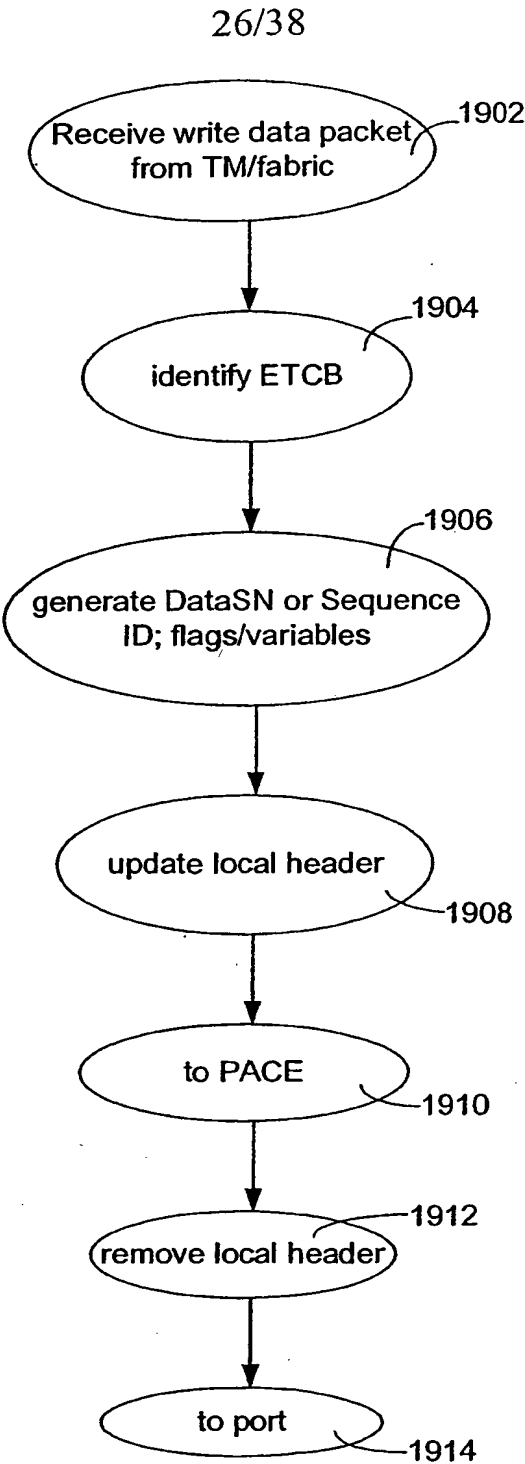 26/38
1902
Receive write data packet
from TM/fabric
1904
identify ETCB
1906
generate DataSN or Sequence
ID; flags/variables
update local header
1908
to PACE
1910
1912
remove local header
to port
1914